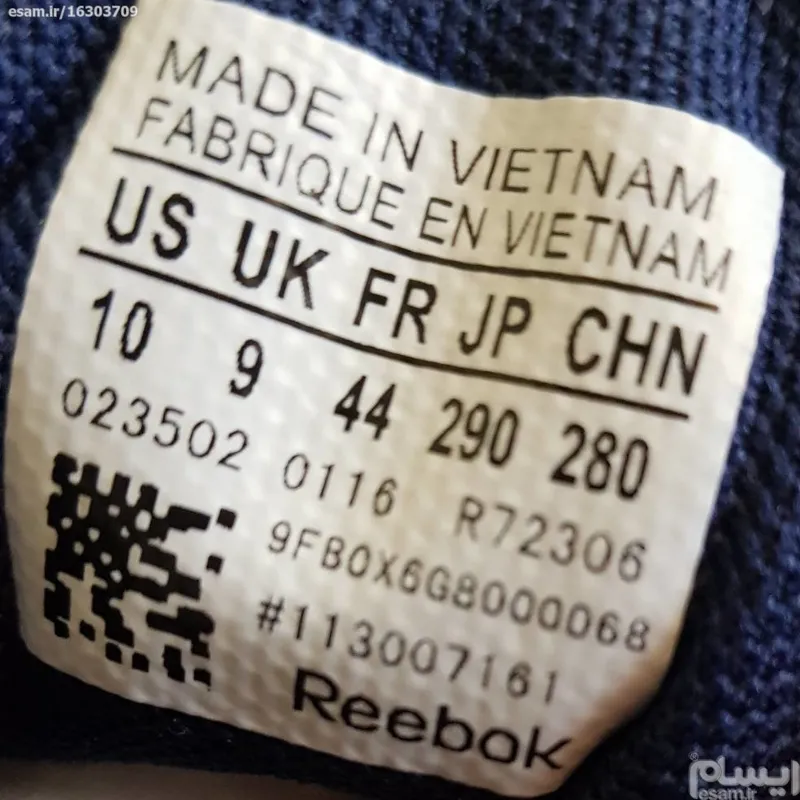 esam.ir/16303709
MADE IN VIETNAM
FABRIQUE EN VIETNAM
US UK FR JP CHN
10 9 44 290 280
023502 0116 R72306
9FB0X6G8000068
#113007161
Reebok
ایسام
esam.ir